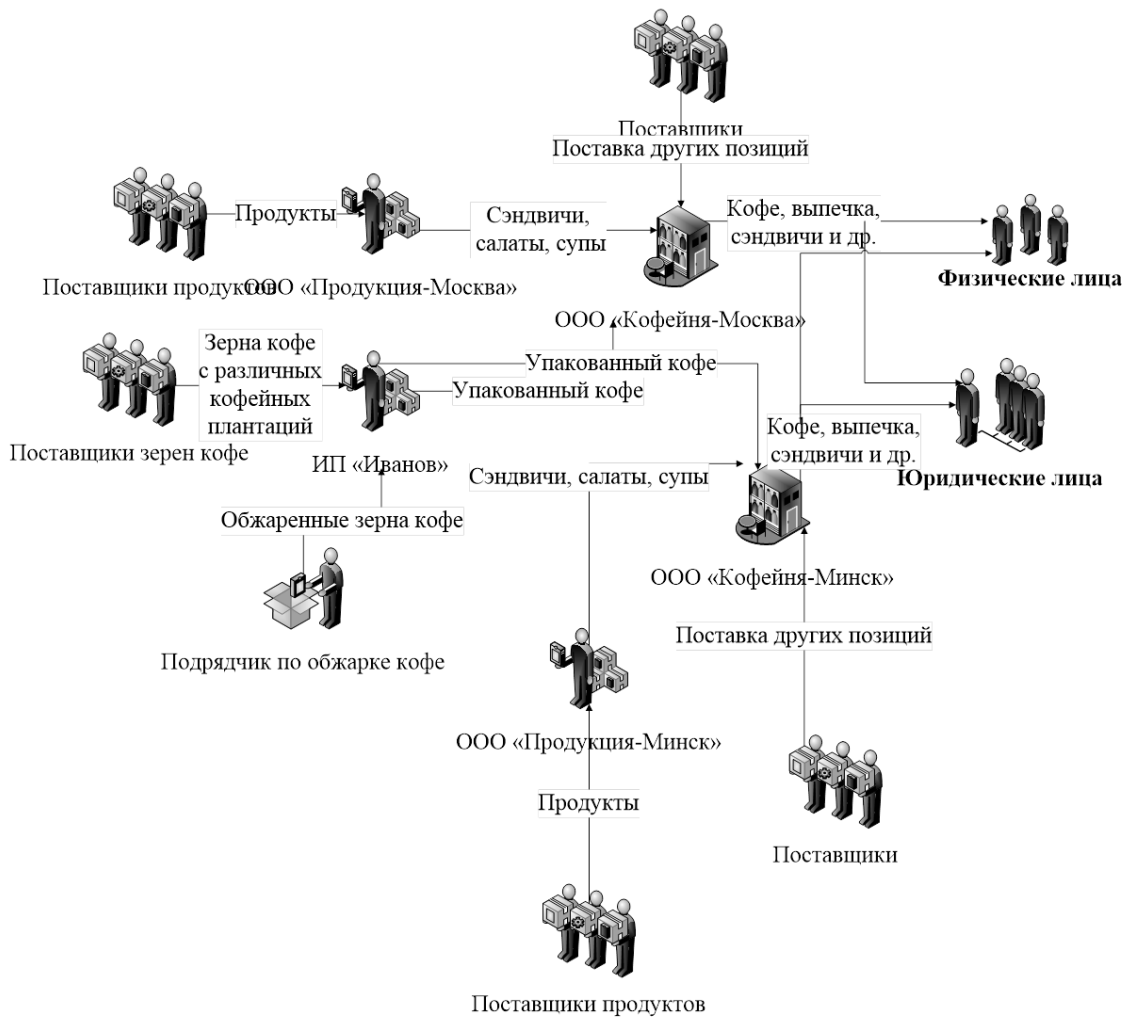 Поставщики
Поставка других позиций
Продукты
Сэндвичи,
салаты, супы
Кофе, выпечка,
сэндвичи и др.
Физические лица
Поставщики продуктов
ООО «Продукция-Москва»
ООО «Кофейня-Москва»
Зерна кофе
с различных
кофейных
плантаций
Упакованный кофе
Упакованный кофе
Поставщики зерен кофе
ИП «Иванов»
Кофе, выпечка,
сэндвичи и др.
Юридические лица
Сэндвичи, салаты, супы
Обжаренные зерна кофе
ООО «Кофейня-Минск»
Подрядчик по обжарке кофе
Поставка других позиций
ООО «Продукция-Минск»
Продукты
Поставщики
Поставщики продуктов